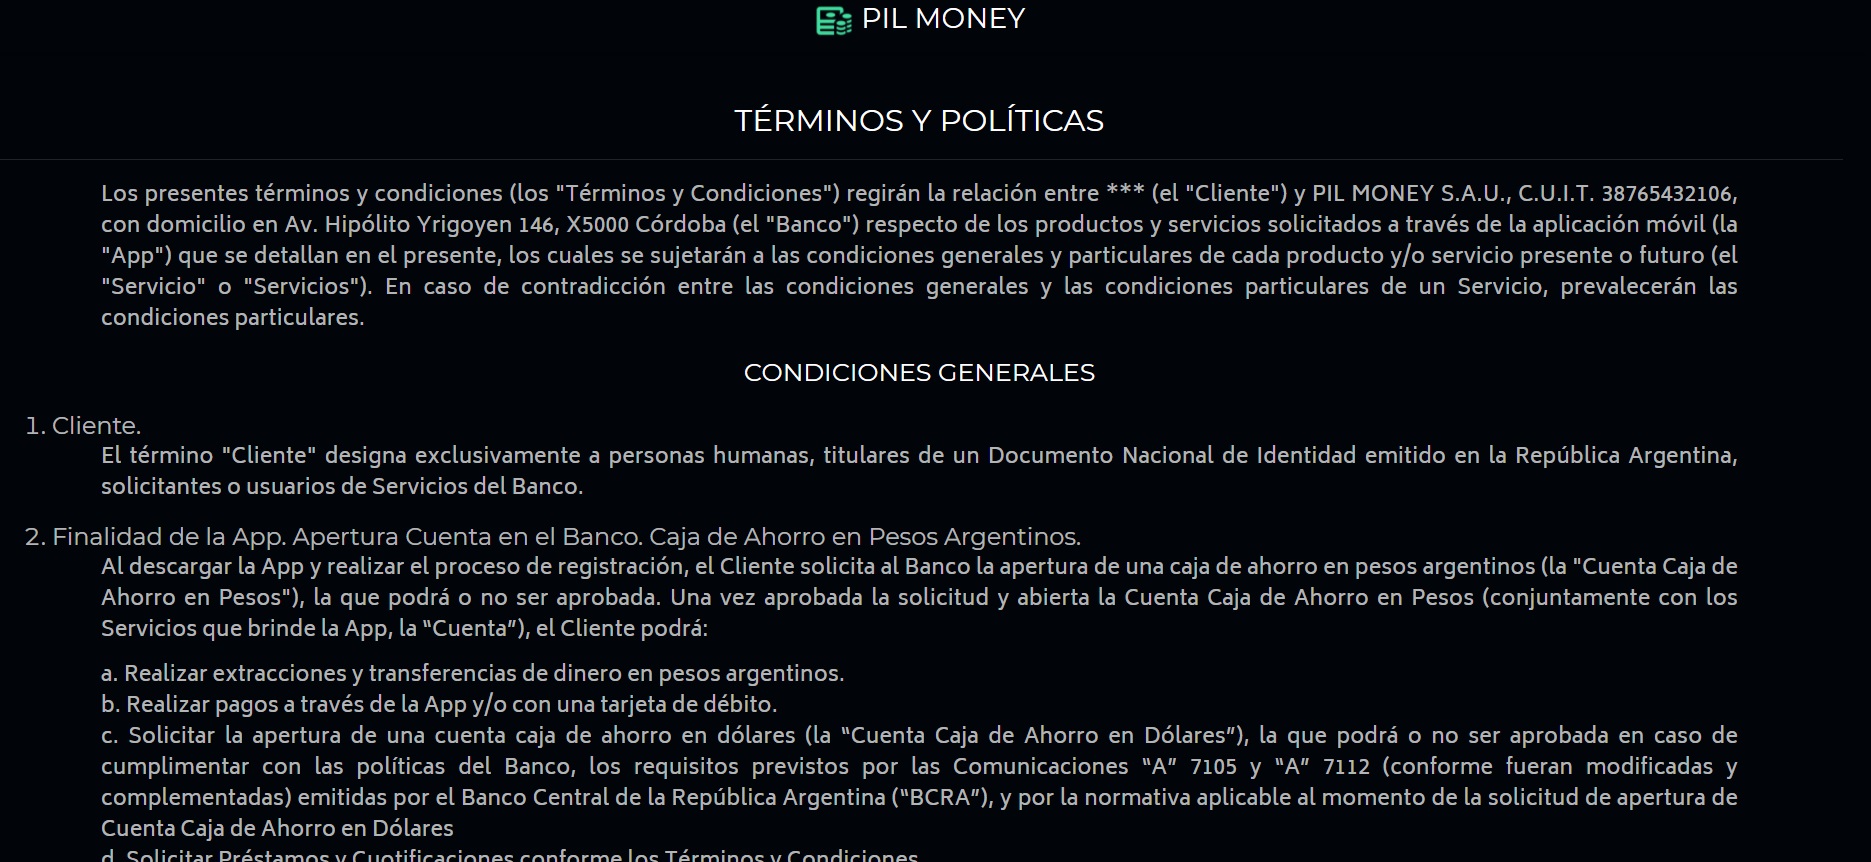 PIL MONEY
TÉRMINOS Y POLÍTICAS
Los presentes términos y condiciones (los "Términos y Condiciones") regirán la relación entre *** (el "Cliente") y PIL MONEY S.A.U., C.U.I.T. 38765432106,
con domicilio en Av. Hipólito Yrigoyen 146, X5000 Córdoba (el "Banco") respecto de los productos y servicios solicitados a través de la aplicación móvil (la
"App") que se detallan en el presente, los cuales se sujetarán a las condiciones generales y particulares de cada producto y/o servicio presente o futuro (el
"Servicio" o "Servicios"). En caso de contradicción entre las condiciones generales y las condiciones particulares de un Servicio, prevalecerán las
condiciones particulares.
CONDICIONES GENERALES
1. Cliente.
El término "Cliente" designa exclusivamente a personas humanas, titulares de un Documento Nacional de Identidad emitido en la República Argentina,
solicitantes o usuarios de Servicios del Banco.
2. Finalidad de la App. Apertura Cuenta en el Banco. Caja de Ahorro en Pesos Argentinos.
Al descargar la App y realizar el proceso de registración, el Cliente solicita al Banco la apertura de una caja de ahorro en pesos argentinos (la "Cuenta Caja de
Ahorro en Pesos"), la que podrá o no ser aprobada. Una vez aprobada la solicitud y abierta la Cuenta Caja de Ahorro en Pesos (conjuntamente con los
Servicios que brinde la App, la “Cuenta”), el Cliente podrá:
a. Realizar extracciones y transferencias de dinero en pesos argentinos.
b. Realizar pagos a través de la App y/o con una tarjeta de débito.
c. Solicitar la apertura de una cuenta caja de ahorro en dólares (la “Cuenta Caja de Ahorro en Dólares”), la que podrá o no ser aprobada en caso de
cumplimentar con las políticas del Banco, los requisitos previstos por las Comunicaciones “A” 7105 y “A” 7112 (conforme fueran modificadas y
complementadas) emitidas por el Banco Central de la República Argentina (“BCRA”), y por la normativa aplicable al momento de la solicitud de apertura de
Cuenta Caja de Ahorro en Dólares
d. Solicitar Préstamos y Cuotificaciones conforme los Términos y Condiciones